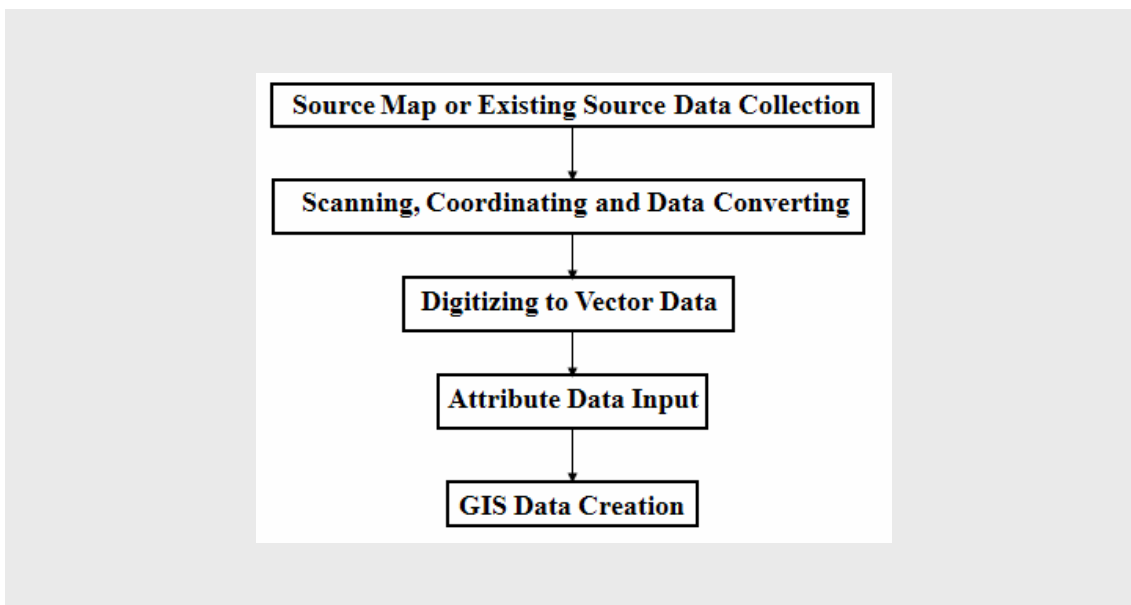 Source Map or Existing Source Data Collection
Scanning, Coordinating and Data Converting
Digitizing to Vector Data
Attribute Data Input
GIS Data Creation